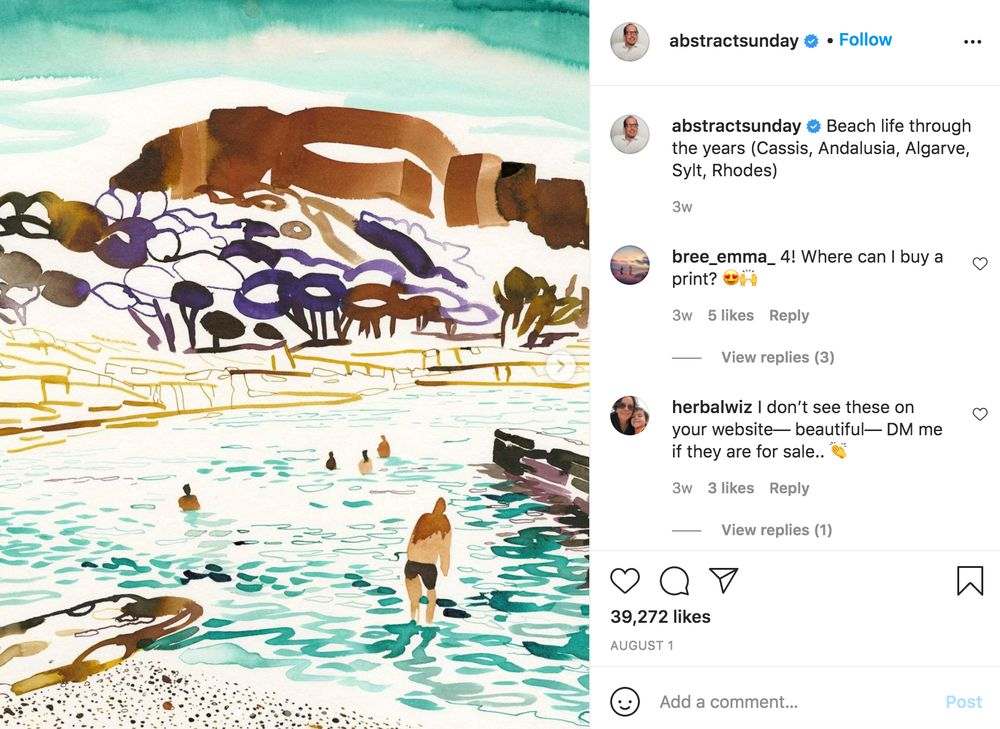 abstractsunday • Follow
abstractsunday Beach life through
the years (Cassis, Andalusia, Algarve,
Sylt, Rhodes)
3w
bree_emma_ 4! Where can I buy a
print? 😍🙌
3w 5 likes Reply
View replies (3)
herbalwiz I don’t see these on
your website— beautiful— DM me
if they are for sale.. 👏
3w 3 likes Reply
View replies (1)
39,272 likes
AUGUST 1
Add a comment... Post